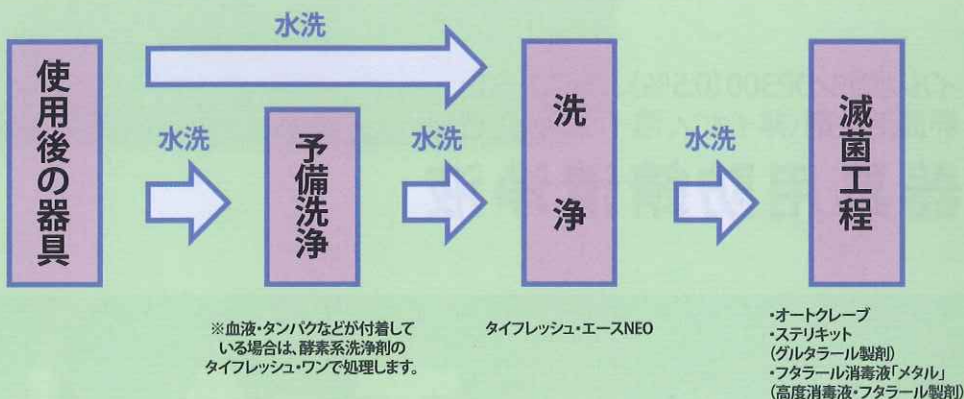 水洗
使用後の器具
水洗
予備洗浄
水洗
洗浄
水洗
滅菌工程
※血液・タンパクなどが付着して
いる場合は、酵素系洗浄剤の
タイフレッシュ・ワンで処理します。
タイフレッシュ・エースNEO
・オートクレーブ
・ステリキット
(グルタラール製剤)
・フタラール消毒液「メタル」
(高度消毒液・フタラール製剤)